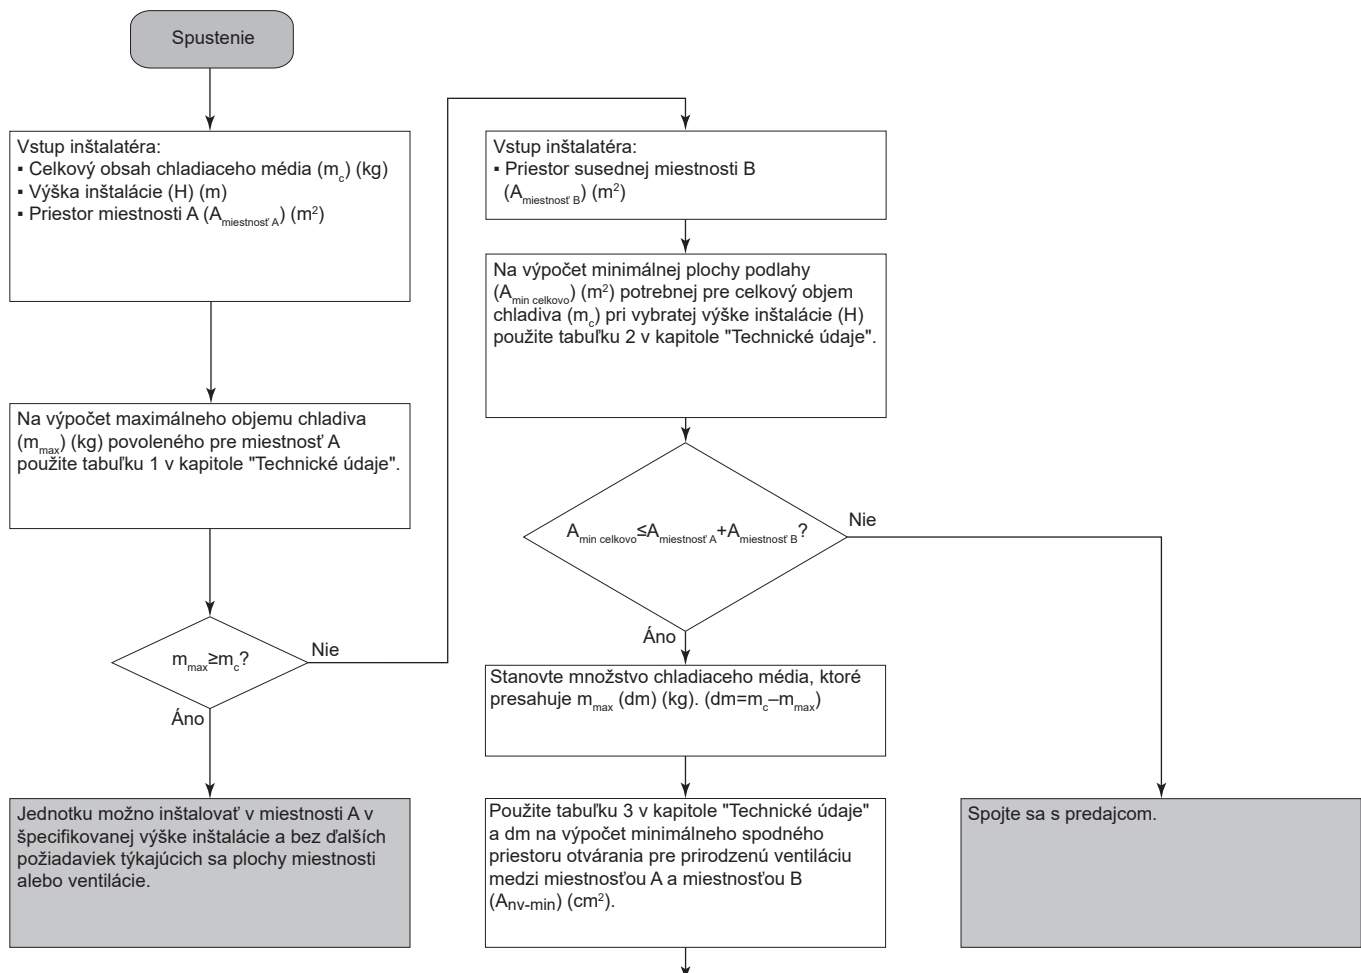 Spustenie
Vstup inštalatéra:
▪ Celkový obsah chladiaceho média (mc) (kg)
▪ Výška inštalácie (H) (m)
▪ Priestor miestnosti A (Amiestnosť A) (m²)
Na výpočet maximálneho objemu chladiva
(mmax) (kg) povoleného pre miestnosť A
použite tabuľku 1 v kapitole "Technické údaje".
mmax≥mc?
Nie
Áno
Jednotku možno inštalovať v miestnosti A v
špecifikovanej výške inštalácie a bez ďalších
požiadaviek týkajúcich sa plochy miestnosti
alebo ventilácie.
Vstup inštalatéra:
▪ Priestor susednej miestnosti B
(Amiestnosť B) (m²)
Na výpočet minimálnej plochy podlahy
(Amin celkovo) (m²) potrebnej pre celkový objem
chladiva (mc) pri vybratej výške inštalácie (H)
použite tabuľku 2 v kapitole "Technické údaje".
Amin celkovo≤Amiestnosť A+Amiestnosť B?
Nie
Áno
Stanovte množstvo chladiaceho média, ktoré
presahuje mmax (dm) (kg). (dm=mc–mmax)
Použite tabuľku 3 v kapitole "Technické údaje"
a dm na výpočet minimálneho spodného
priestoru otvárania pre prirodzenú ventiláciu
medzi miestnosťou A a miestnosťou B
(Anv-min) (cm²).
Spojte sa s predajcom.